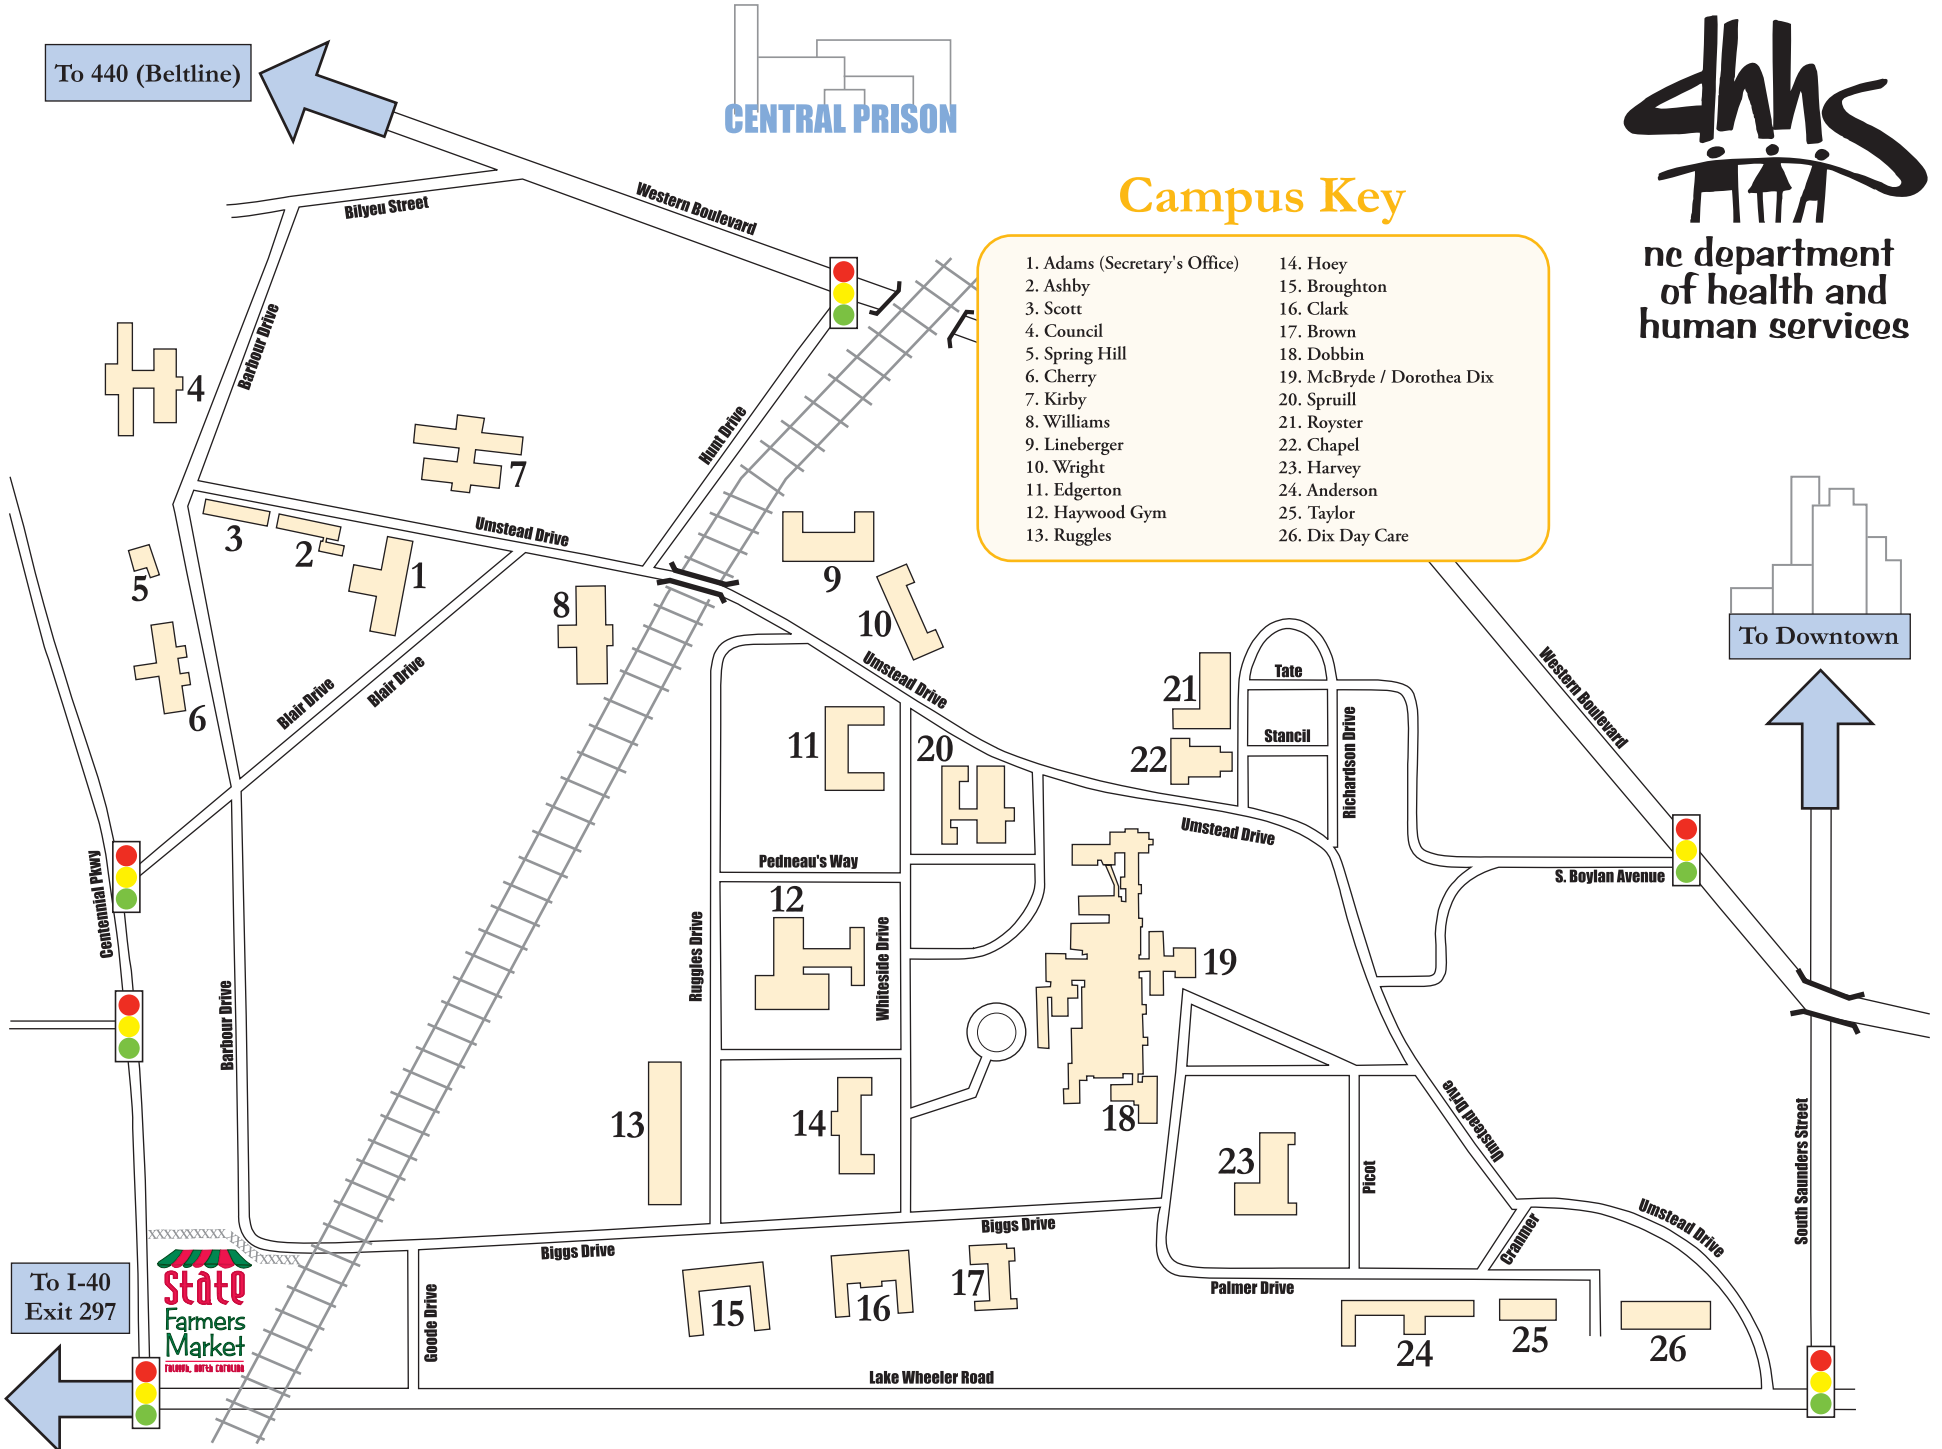 To 440 (Beltline)
CENTRAL PRISON
dhhs
nc department
of health and
human services
Western Boulevard
Bilyeu Street
Campus Key
1. Adams (Secretary's Office)
2. Ashby
3. Scott
4. Council
5. Spring Hill
6. Cherry
7. Kirby
8. Williams
9. Lineberger
10. Wright
11. Edgerton
12. Haywood Gym
13. Ruggles
14. Hoey
15. Broughton
16. Clark
17. Brown
18. Dobbin
19. McBryde / Dorothea Dix
20. Spruill
21. Royster
22. Chapel
23. Harvey
24. Anderson
25. Taylor
26. Dix Day Care
Barbour Drive
4
Hunt Drive
7
Umstead Drive
3
2
1
5
9
8
10
To Downtown
Umstead Drive
Blair Drive
Blair Drive
6
Tate
21
Western Boulevard
Richardson Drive
Stancil
11
20
22
Umstead Drive
Pedneau's Way
S. Boylan Avenue
Centennial Pkwy
12
Ruggles Drive
Whiteside Drive
19
Barbour Drive
13
14
18
Umstead Drive
23
Picot
South Saunders Street
Biggs Drive
Biggs Drive
Crammer
Umstead Drive
To I-40
Exit 297
State
Farmers
Market
Raleigh, North Carolina
Goode Drive
15
16
17
Palmer Drive
24
25
26
Lake Wheeler Road